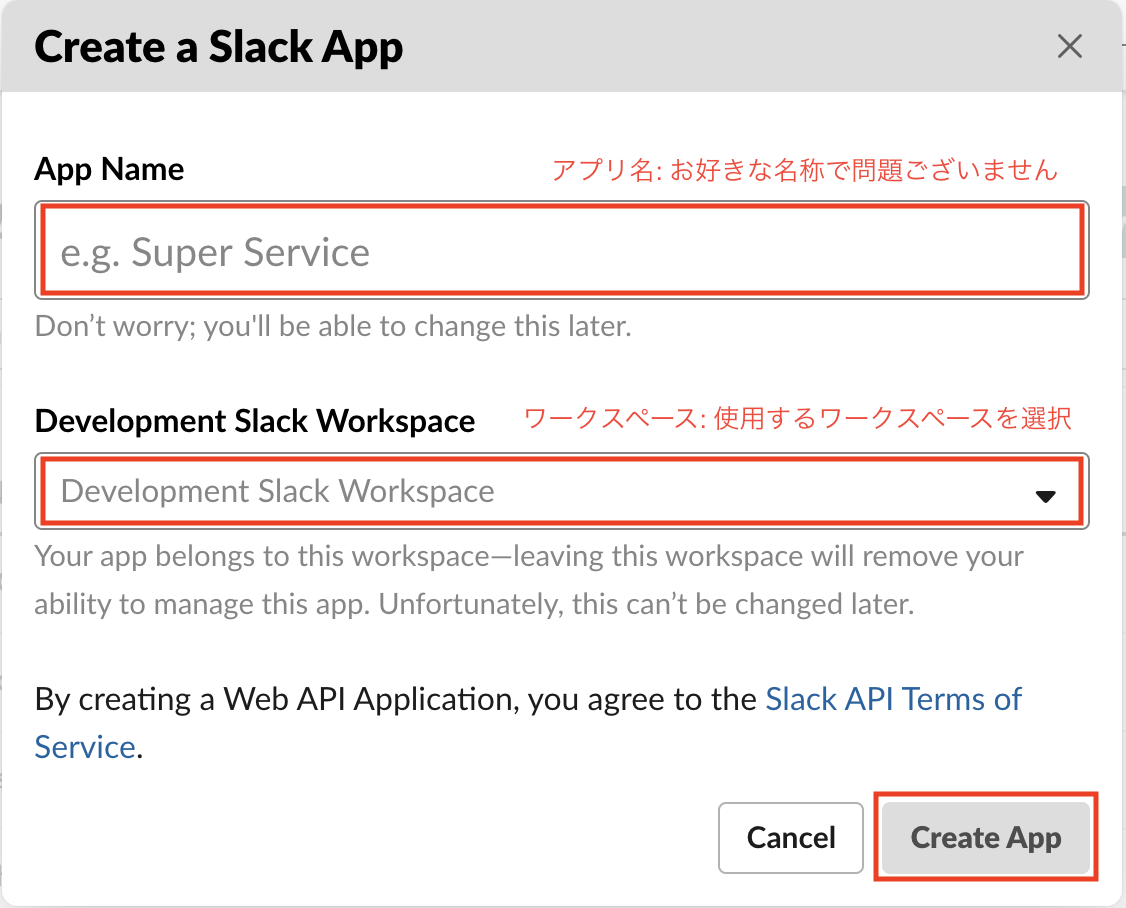 Create a Slack App
App Name
アプリ名: お好きな名称で問題ございません
e.g. Super Service
Don’t worry; you'll be able to change this later.
Development Slack Workspace
ワークスペース: 使用するワークスペースを選択
Development Slack Workspace
Your app belongs to this workspace—leaving this workspace will remove your
ability to manage this app. Unfortunately, this can’t be changed later.
By creating a Web API Application, you agree to the Slack API Terms of
Service.
Cancel
Create App